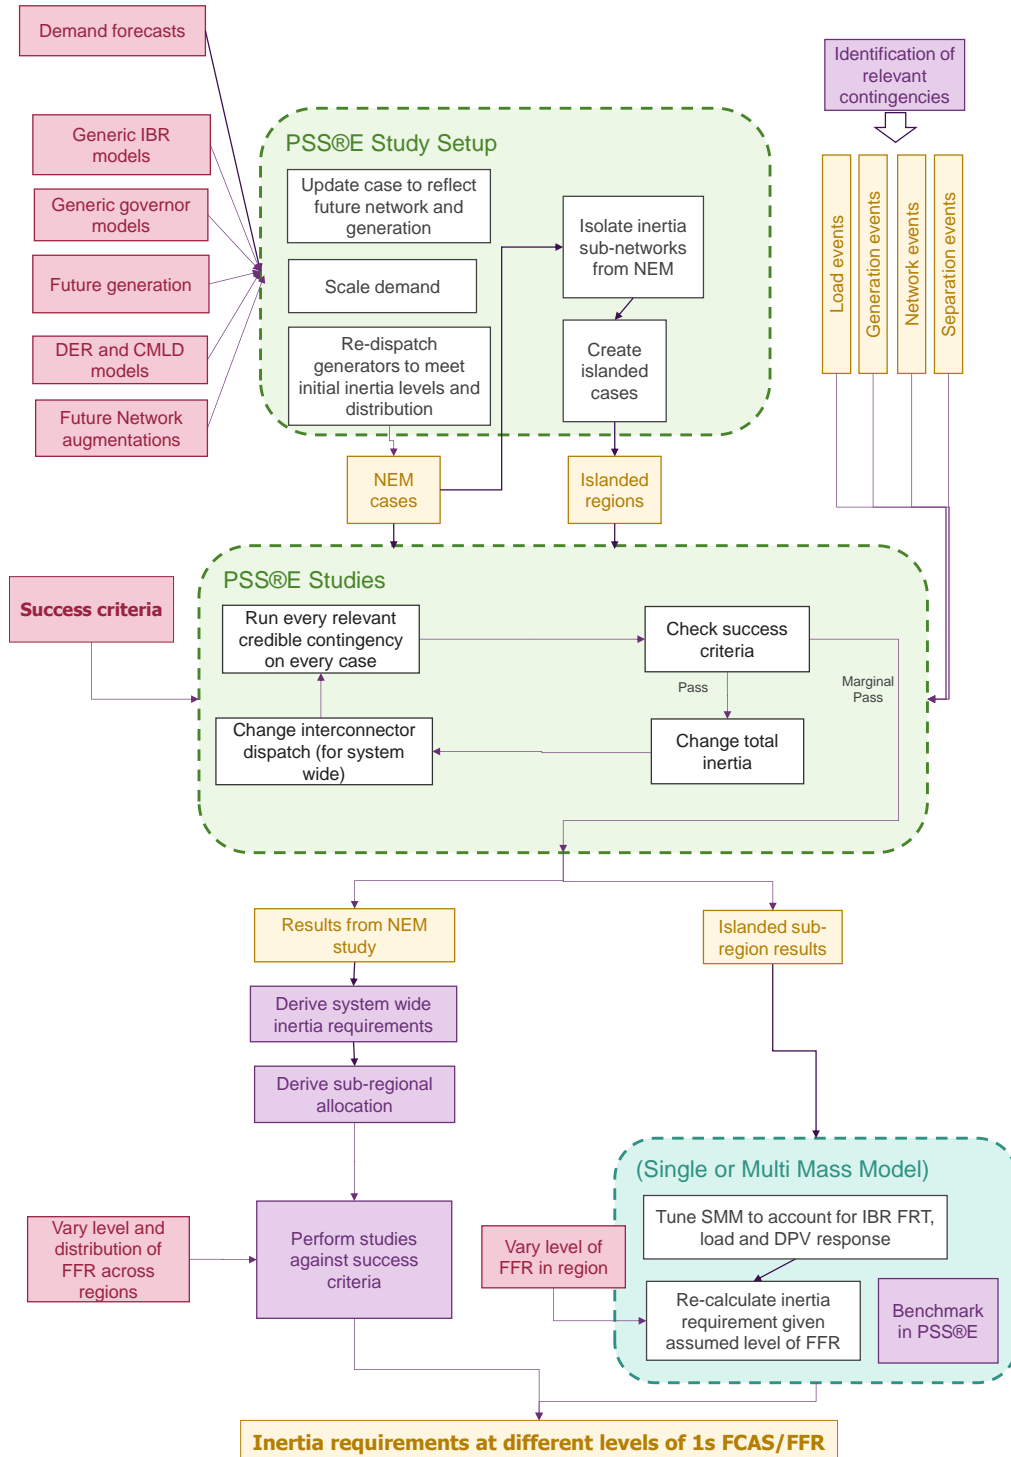 Demand forecasts
Generic IBR
models
Generic governor
models
Future generation
DER and CMLD
models
Future Network
augmentations
PSS®E Study Setup
Update case to reflect
future network and
generation
Scale demand
Re-dispatch
generators to meet
initial inertia levels and
distribution
Isolate inertia
sub-networks
from NEM
Create
islanded
cases
Identification of
relevant
contingencies
Load events
Generation events
Network events
Separation events
NEM
cases
Islanded
regions
Success criteria
PSS®E Studies
Run every relevant
credible contingency
on every case
Check success
criteria
Pass
Marginal
Pass
Change interconnector
dispatch (for system
wide)
Change total
inertia
Results from NEM
study
Islanded sub-
region results
Derive system wide
inertia requirements
Derive sub-regional
allocation
Vary level and
distribution of
FFR across
regions
Perform studies
against success
criteria
(Single or Multi Mass Model)
Tune SMM to account for IBR FRT,
load and DPV response
Vary level of
FFR in region
Re-calculate inertia
requirement given
assumed level of FFR
Benchmark
in PSS®E
Inertia requirements at different levels of 1s FCAS/FFR